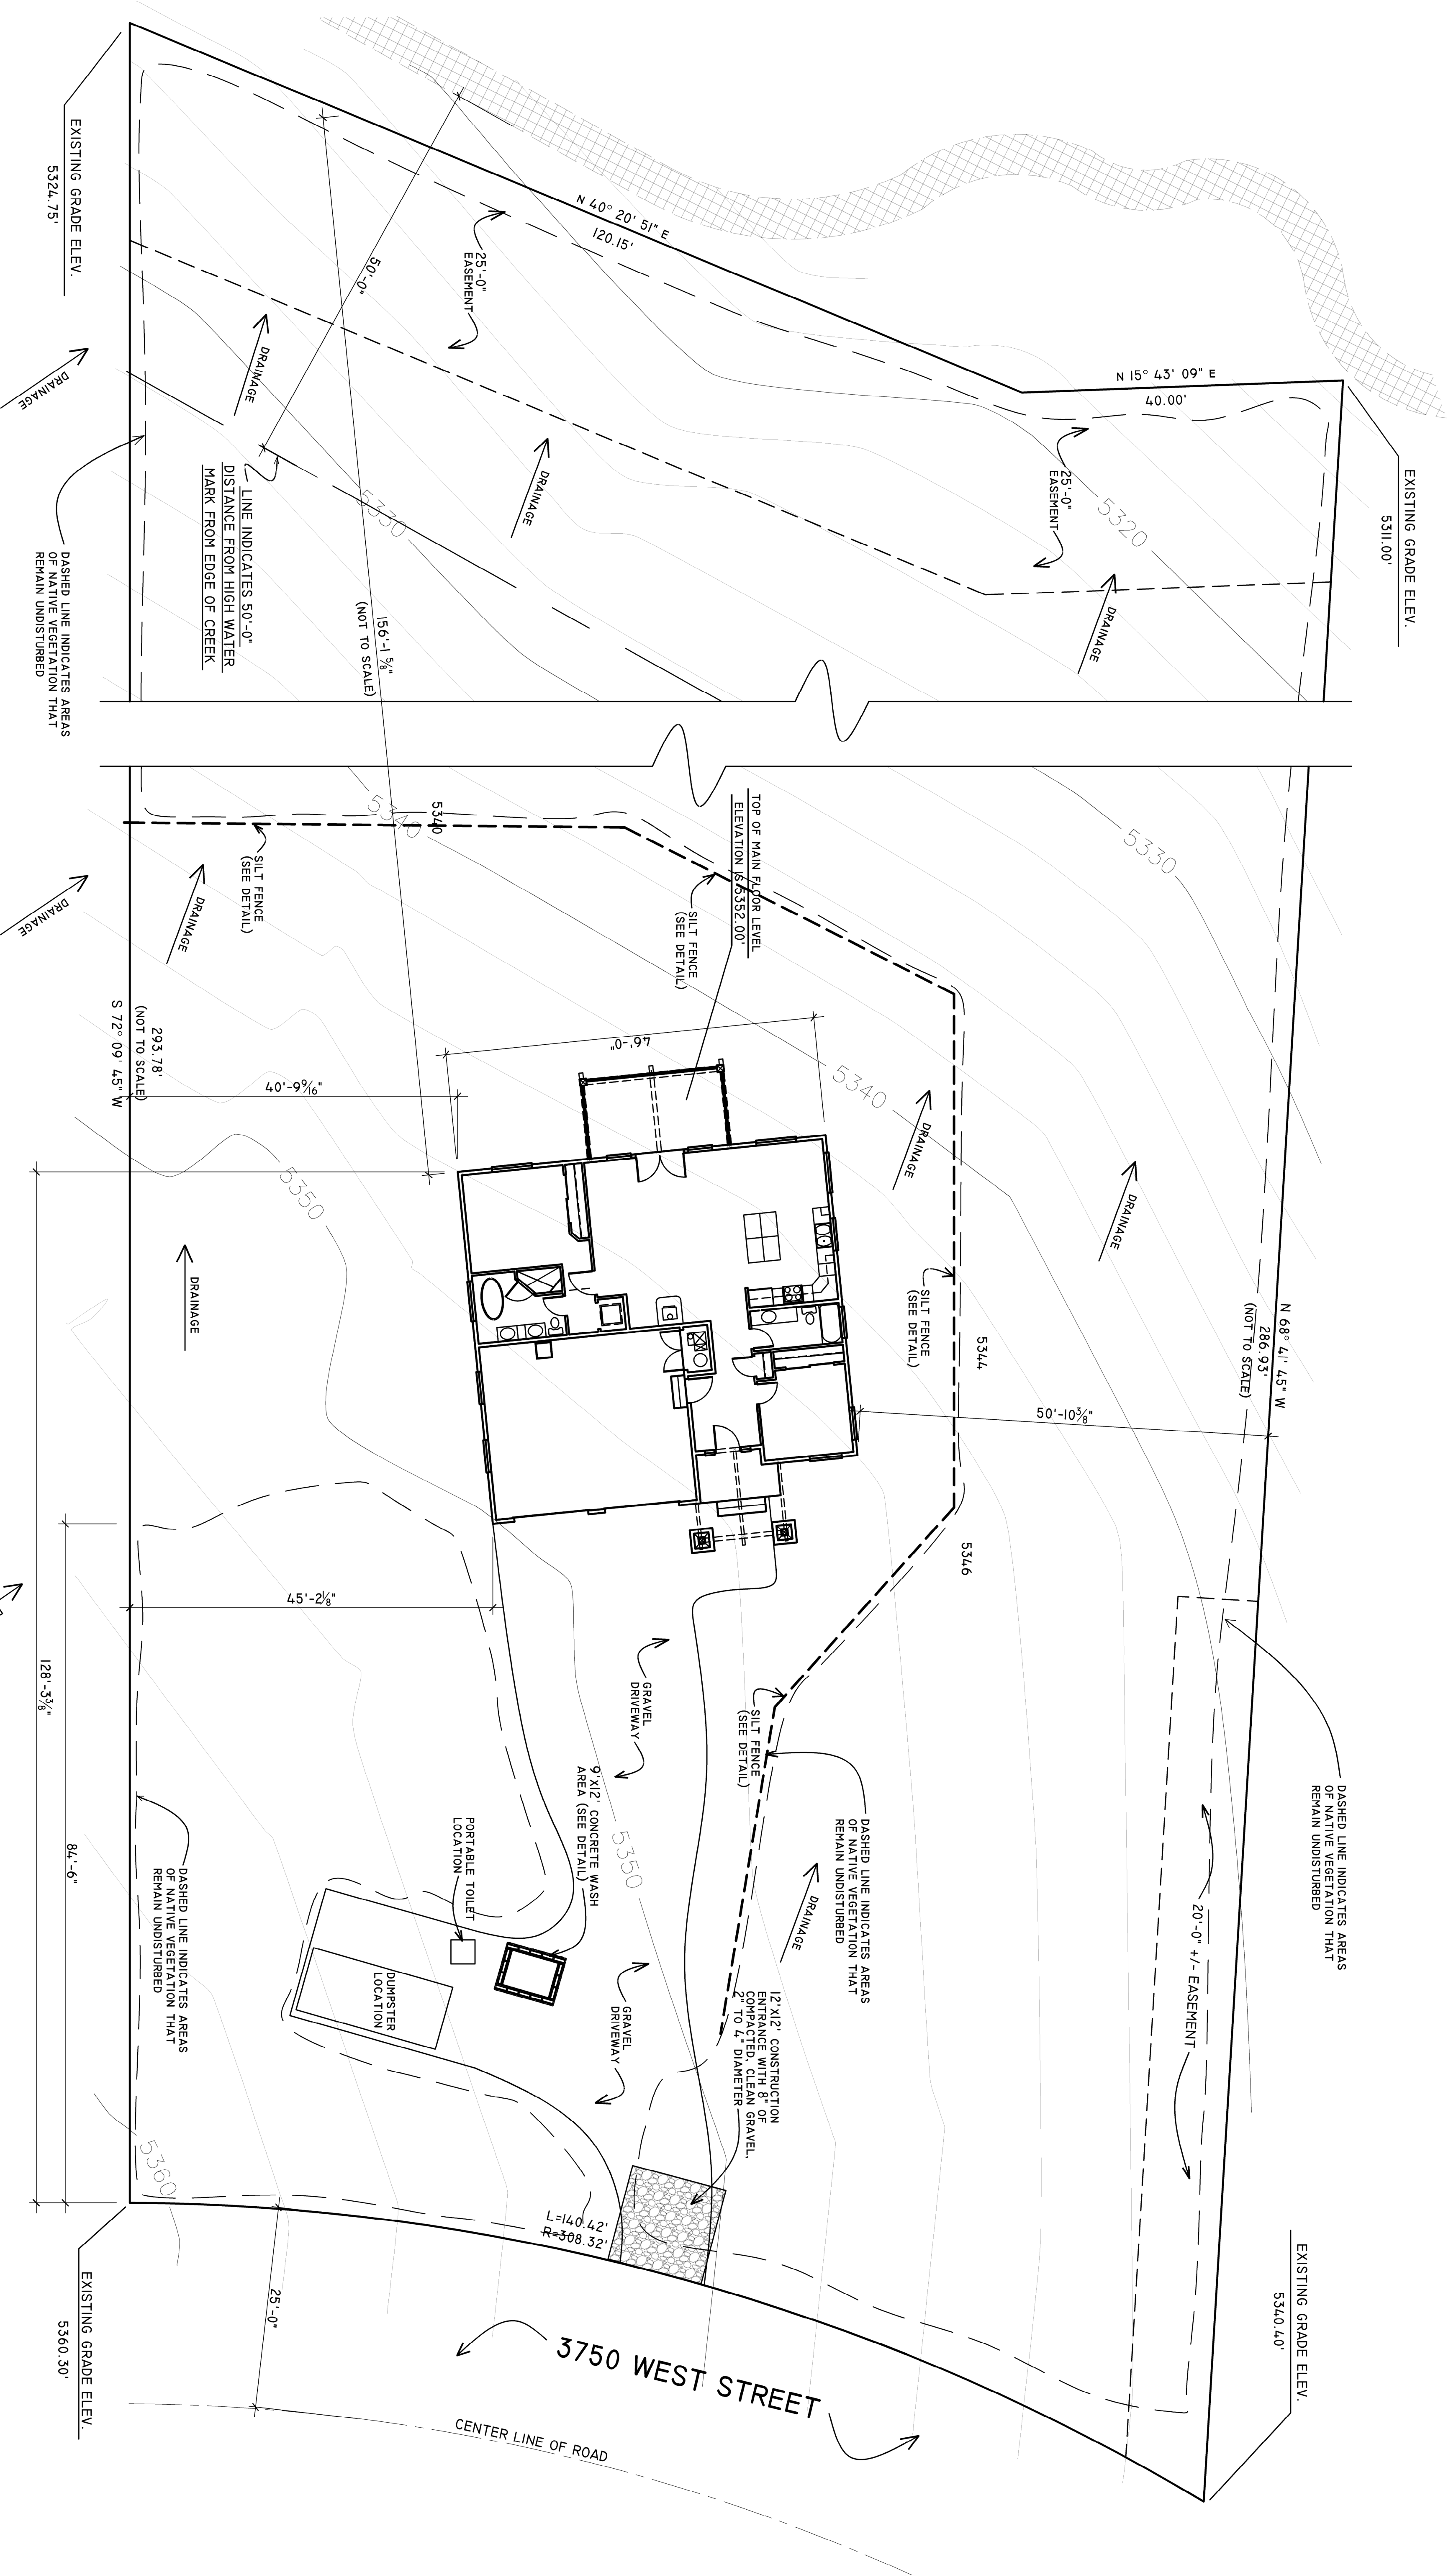 EXISTING GRADE ELEV.
5324.75'
N 40° 20' 51" E
120.15'
N 15° 43' 09" E
40.00'
EXISTING GRADE ELEV.
5311.00'
25'-0"
EASEMENT
25'-0"
EASEMENT
50'-0"
DRAINAGE
DRAINAGE
DRAINAGE
DRAINAGE
5330
5320
LINE INDICATES 50'-0"
DISTANCE FROM HIGH WATER
MARK FROM EDGE OF CREEK
DASHED LINE INDICATES AREAS
OF NATIVE VEGETATION THAT
REMAIN UNDISTURBED
156'-1 5/8"
(NOT TO SCALE)
5340
5340
TOP OF MAIN FLOOR LEVEL
ELEVATION IS 5352.00'
5330
SILT FENCE
(SEE DETAIL)
SILT FENCE
(SEE DETAIL)
DRAINAGE
DRAINAGE
293.78'
(NOT TO SCALE)
S 72° 09' 45" W
40'-9 9/16"
46'-0"
5340
DRAINAGE
DRAINAGE
5350
DRAINAGE
SILT FENCE
(SEE DETAIL)
5344
N 68° 41' 45" W
286.93'
(NOT TO SCALE)
50'-10 3/8"
5346
45'-2 1/8"
128'-3 3/8"
84'-6"
GRAVEL
DRIVEWAY
SILT FENCE
(SEE DETAIL)
DASHED LINE INDICATES AREAS
OF NATIVE VEGETATION THAT
REMAIN UNDISTURBED
DASHED LINE INDICATES AREAS
OF NATIVE VEGETATION THAT
REMAIN UNDISTURBED
9'x12' CONCRETE WASH
AREA (SEE DETAIL)
PORTABLE TOILET
LOCATION
5350
DRAINAGE
20'-0" +/- EASEMENT
DASHED LINE INDICATES AREAS
OF NATIVE VEGETATION THAT
REMAIN UNDISTURBED
DUMPSTER
LOCATION
GRAVEL
DRIVEWAY
12'x12' CONSTRUCTION
ENTRANCE WITH 8" OF
COMPACTED, CLEAN GRAVEL,
2" TO 4" DIAMETER
5360
L=140.42'
R=308.32'
EXISTING GRADE ELEV.
5360.30'
25'-0"
3750 WEST STREET
CENTER LINE OF ROAD
EXISTING GRADE ELEV.
5340.40'